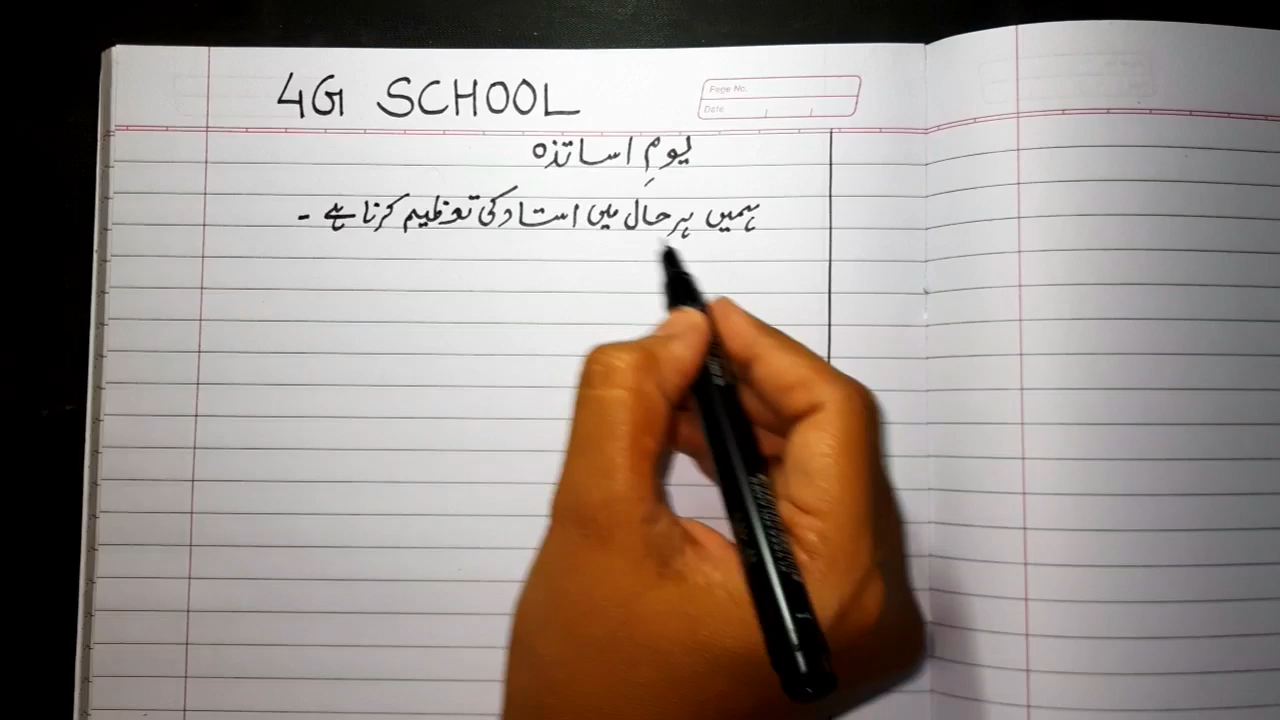 4G SCHOOL
Page No.
Date
یومِ اساتذہ
ہمیں ہر حال میں استاد کی تعظیم کرنا ہے ۔